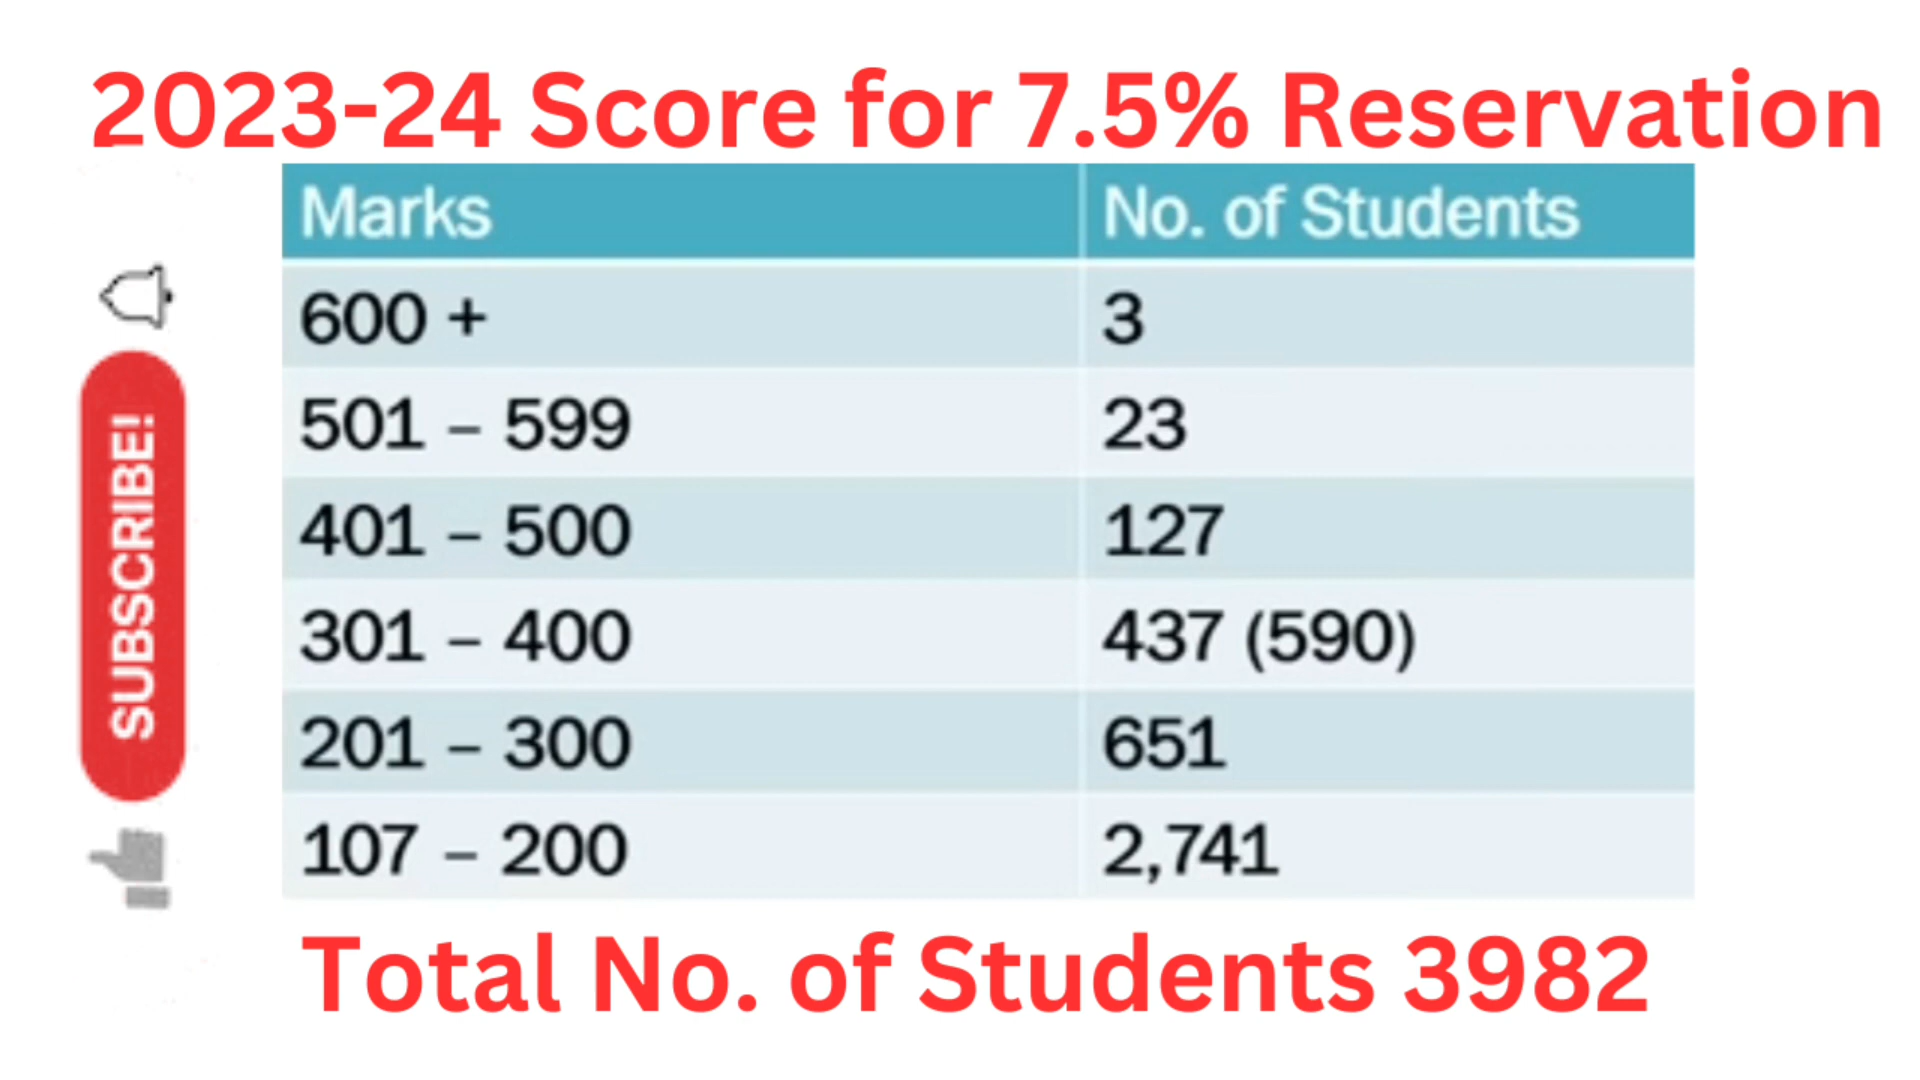 2023-24 Score for 7.5% Reservation
Marks No. of Students
600 + 3
501 – 599 23
401 – 500 127
301 – 400 437 (590)
201 – 300 651
107 – 200 2,741
SUBSCRIBE!
Total No. of Students 3982